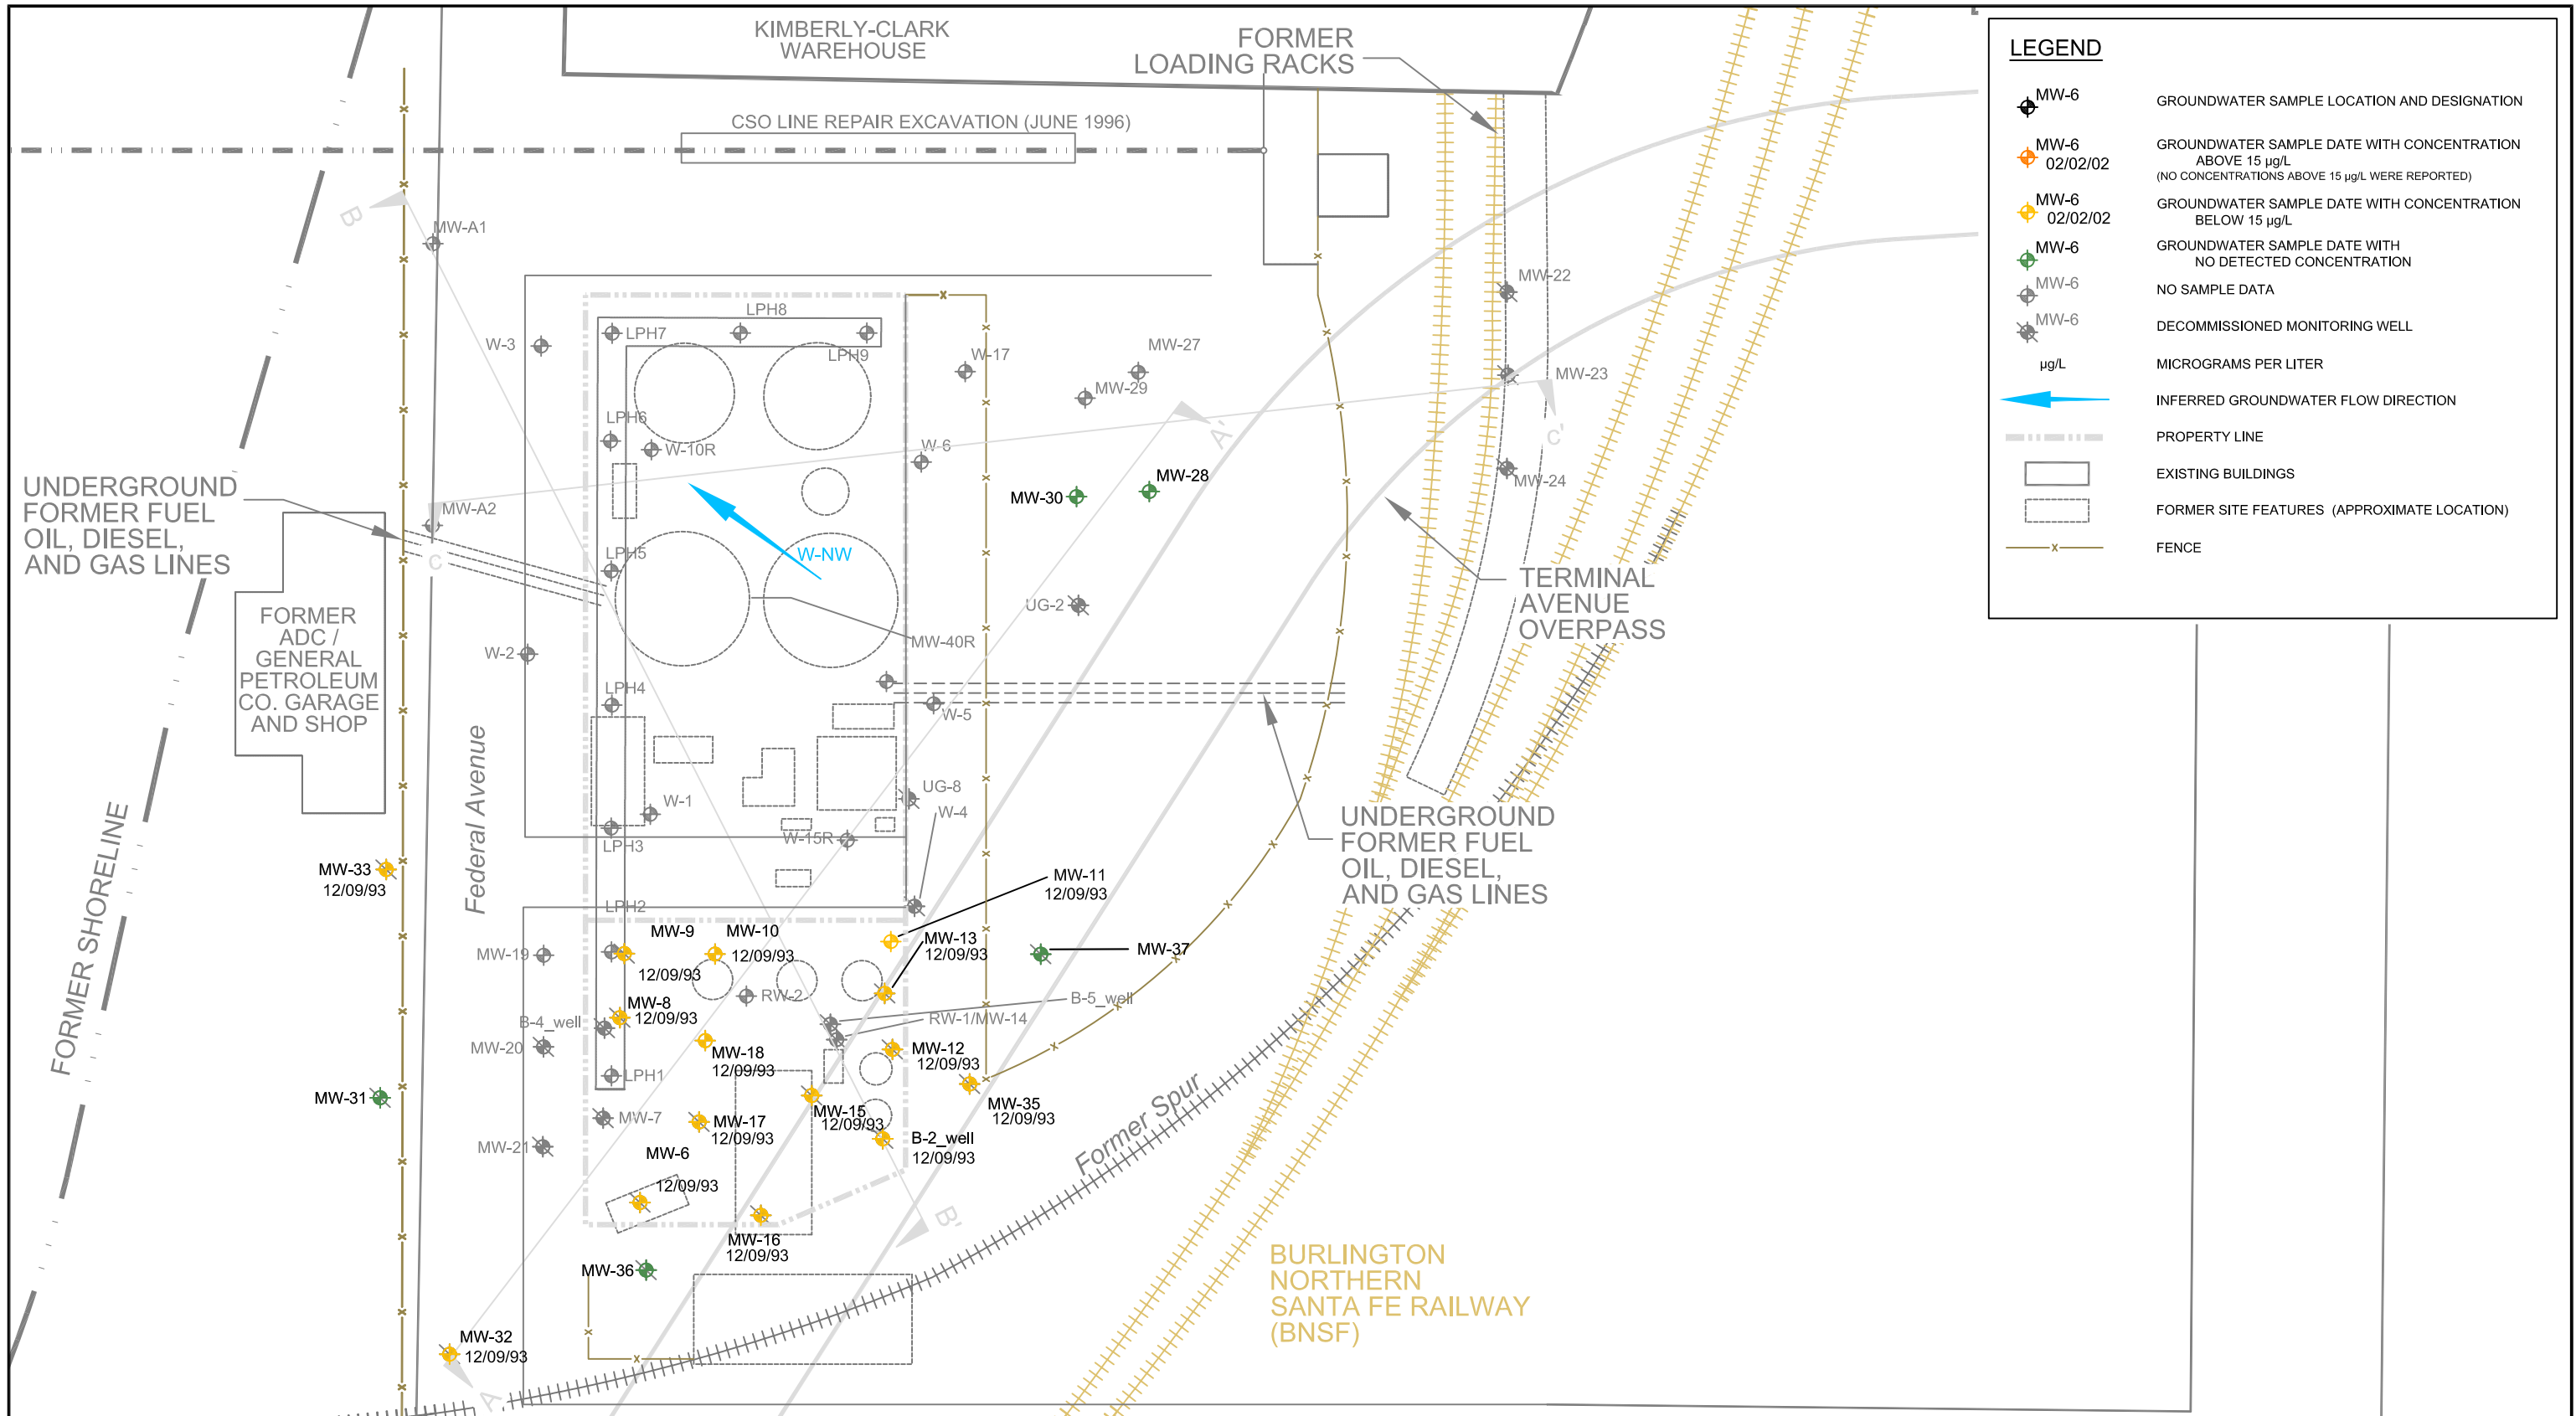 KIMBERLY-CLARK
WAREHOUSE
FORMER
LOADING RACKS
CSO LINE REPAIR EXCAVATION (JUNE 1996)
B
MW-A1
MW-22
LPH8
LPH7
LPH9
W-3
W-17
MW-27
MW-29
MW-23
LPH6
W-10R
W-6
A'
C'
MW-30
MW-28
MW-24
UNDERGROUND
FORMER FUEL
OIL, DIESEL,
AND GAS LINES
MW-A2
C
LPH5
W-NW
UG-2
TERMINAL
AVENUE
OVERPASS
FORMER
ADC /
GENERAL
PETROLEUM
CO. GARAGE
AND SHOP
W-2
MW-40R
LPH4
W-5
Federal Avenue
W-1
UG-8
W-4
LPH3
W-15R
UNDERGROUND
FORMER FUEL
OIL, DIESEL,
AND GAS LINES
FORMER SHORELINE
MW-33
12/09/93
MW-11
12/09/93
LPH2
MW-19
MW-9
12/09/93
MW-10
12/09/93
MW-13
12/09/93
MW-37
RW-2
B-5_well
MW-8
12/09/93
B-4_well
RW-1/MW-14
MW-20
MW-18
12/09/93
MW-12
12/09/93
LPH1
MW-31
MW-35
12/09/93
MW-7
MW-17
12/09/93
MW-15
12/09/93
B-2_well
12/09/93
MW-21
MW-6
12/09/93
Former Spur
B'
MW-16
12/09/93
MW-36
BURLINGTON
NORTHERN
SANTA FE RAILWAY
(BNSF)
MW-32
12/09/93
A
LEGEND
MW-6
GROUNDWATER SAMPLE LOCATION AND DESIGNATION
MW-6
02/02/02
GROUNDWATER SAMPLE DATE WITH CONCENTRATION
ABOVE 15 µg/L
(NO CONCENTRATIONS ABOVE 15 µg/L WERE REPORTED)
MW-6
02/02/02
GROUNDWATER SAMPLE DATE WITH CONCENTRATION
BELOW 15 µg/L
MW-6
GROUNDWATER SAMPLE DATE WITH
NO DETECTED CONCENTRATION
MW-6
NO SAMPLE DATA
MW-6
DECOMMISSIONED MONITORING WELL
µg/L
MICROGRAMS PER LITER
INFERRED GROUNDWATER FLOW DIRECTION
PROPERTY LINE
EXISTING BUILDINGS
FORMER SITE FEATURES (APPROXIMATE LOCATION)
FENCE